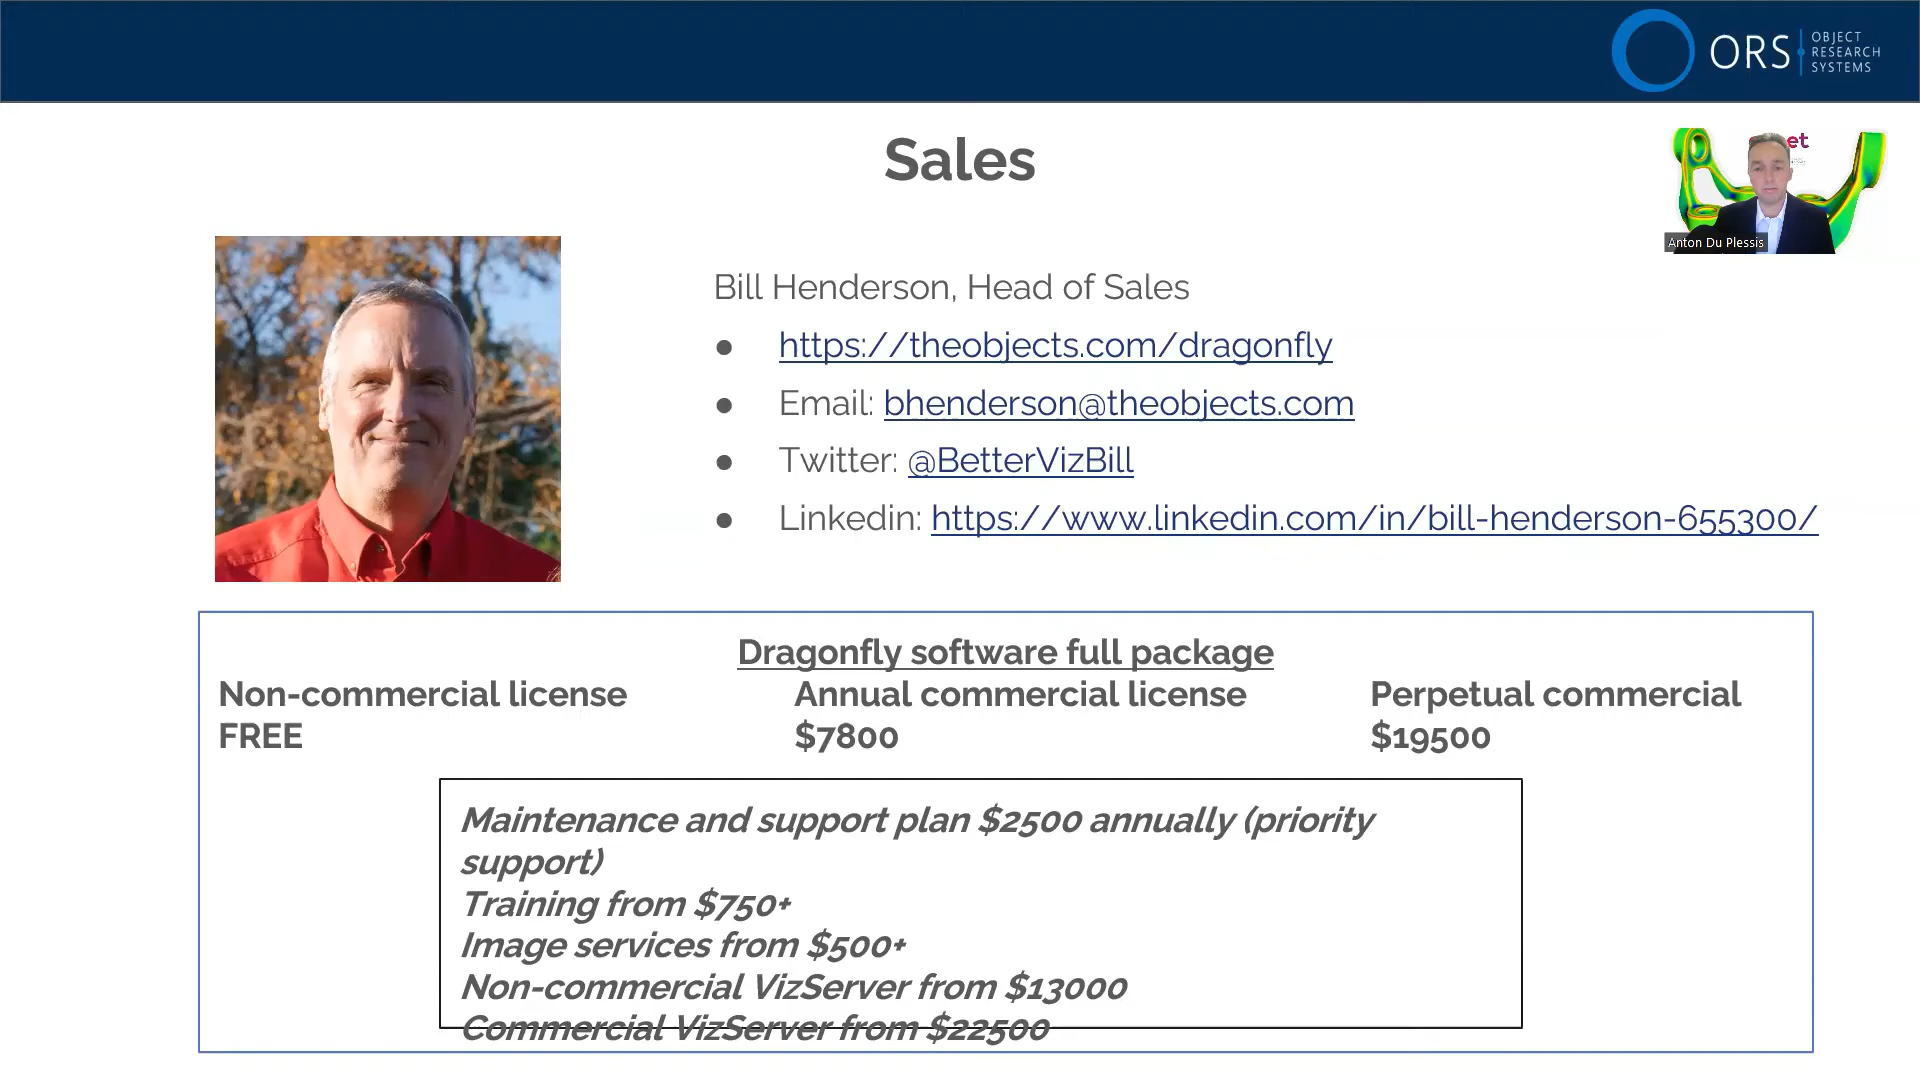 ORS
OBJECT
RESEARCH
SYSTEMS
Sales
et
Anton Du Plessis
Bill Henderson, Head of Sales
● https://theobjects.com/dragonfly
● Email: bhenderson@theobjects.com
● Twitter: @BetterVizBill
● Linkedin: https://www.linkedin.com/in/bill-henderson-655300/
Dragonfly software full package
Non-commercial license Annual commercial license Perpetual commercial
FREE $7800 $19500
Maintenance and support plan $2500 annually (priority
support)
Training from $750+
Image services from $500+
Non-commercial VizServer from $13000
Commercial VizServer from $22500